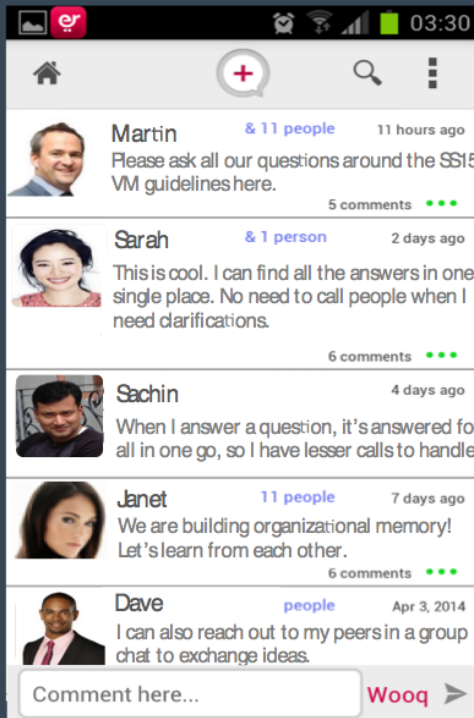 er 03:30
+
Martin & 11 people 11 hours ago
Please ask all our questions around the SS15
VM guidelines here.
5 comments
Sarah & 1 person 2 days ago
This is cool. I can find all the answers in one
single place. No need to call people when I
need clarifications.
6 comments
Sachin 4 days ago
When I answer a question, it's answered fo
all in one go, so I have lesser calls to handle
Janet 11 people 7 days ago
We are building organizational memory!
Let's learn from each other.
6 comments
Dave people Apr 3, 2014
I can also reach out to my peers in a group
chat to exchange ideas.
Comment here... Wooq